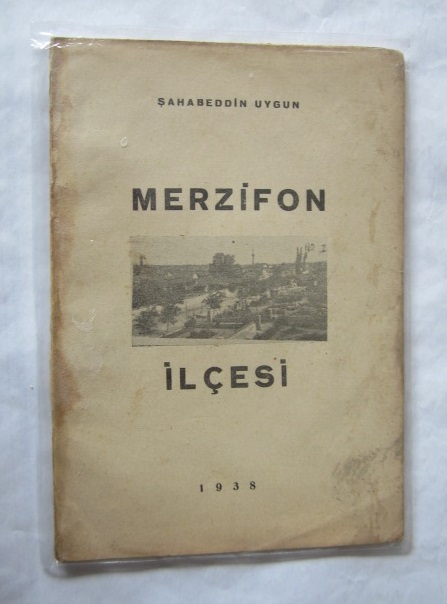 ŞAHABEDDİN UYGUN
MERZİFON
İLÇESİ
1938